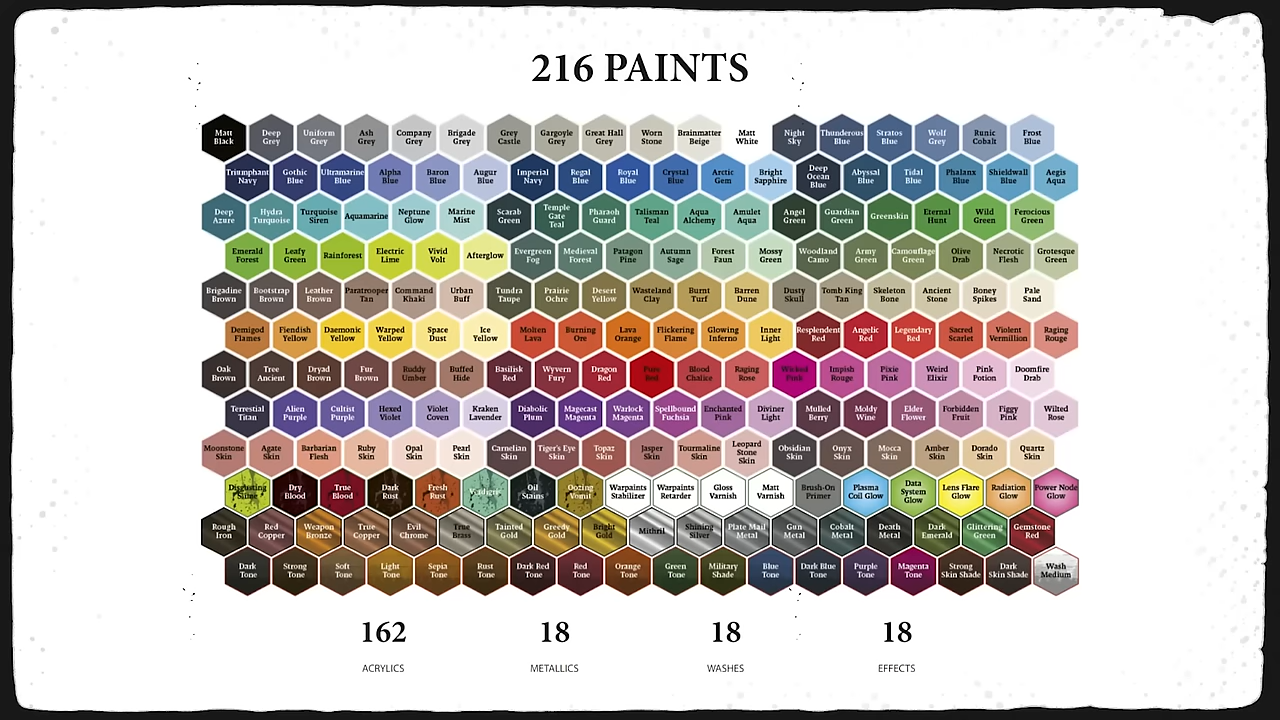 216 PAINTS
Matt Black Deep Grey Uniform Grey Ash Grey Company Grey Brigade Grey Grey Castle Gargoyle Grey Great Hall Grey Worn Stone Brainmatter Beige Matt White Night Sky Thunderous Blue Stratos Blue Wolf Grey Runic Cobalt Frost Blue
Triumphant Navy Gothic Blue Ultramarine Blue Alpha Blue Baron Blue Augur Blue Imperial Navy Regal Blue Royal Blue Crystal Blue Arctic Gem Bright Sapphire Deep Ocean Blue Abyssal Blue Tidal Blue Phalanx Blue Shieldwall Blue Aegis Aqua
Deep Azure Hydra Turquoise Turquoise Siren Aquamarine Neptune Glow Marine Mist Scarab Green Temple Gate Teal Pharaoh Guard Talisman Teal Aqua Alchemy Amulet Aqua Angel Green Guardian Green Greenskin Eternal Hunt Wild Green Ferocious Green
Emerald Forest Leafy Green Rainforest Electric Lime Vivid Volt Afterglow Evergreen Fog Medieval Forest Patagon Pine Autumn Sage Forest Faun Mossy Green Woodland Camo Army Green Camouflage Green Olive Drab Necrotic Flesh Grotesque Green
Brigadine Brown Bootstrap Brown Leather Brown Paratrooper Tan Command Khaki Urban Buff Tundra Taupe Prairie Ochre Desert Yellow Wasteland Clay Burnt Turf Barren Dune Dusty Skull Tomb King Tan Skeleton Bone Ancient Stone Boney Spikes Pale Sand
Demigod Flames Fiendish Yellow Daemonic Yellow Warped Yellow Space Dust Ice Yellow Molten Lava Burning Ore Lava Orange Flickering Flame Glowing Inferno Inner Light Resplendent Red Angelic Red Legendary Red Sacred Scarlet Violent Vermillion Raging Rouge
Oak Brown Tree Ancient Dryad Brown Fur Brown Ruddy Umber Buffed Hide Basilisk Red Wyvern Fury Dragon Red Pure Red Blood Chalice Raging Rose Wicked Pink Impish Rouge Pixie Pink Weird Elixir Pink Potion Doomfire Drab
Terrestrial Titan Alien Purple Cultist Purple Hexed Violet Violet Coven Kraken Lavender Diabolic Plum Magecast Magenta Warlock Magenta Spellbound Fuchsia Enchanted Pink Diviner Light Mulled Berry Moldy Wine Elder Flower Forbidden Fruit Figgy Pink Wilted Rose
Moonstone Skin Agate Skin Barbarian Flesh Ruby Skin Opal Skin Pearl Skin Carnelian Skin Tiger's Eye Skin Topaz Skin Jasper Skin Tourmaline Skin Leopard Stone Skin Obsidian Skin Onyx Skin Mocca Skin Amber Skin Dorado Skin Quartz Skin
Disgusting Slime Dry Blood True Blood Dark Rust Fresh Rust Verdigris Oil Stains Oozing Vomit Warpaints Stabilizer Warpaints Retarder Gloss Varnish Matt Varnish Brush-On Primer Plasma Coil Glow Data System Glow Lens Flare Glow Radiation Glow Power Node Glow
Rough Iron Red Copper Weapon Bronze True Copper Evil Chrome True Brass Tainted Gold Greedy Gold Bright Gold Mithril Shining Silver Plate Mail Metal Gun Metal Cobalt Metal Death Metal Dark Emerald Glittering Green Gemstone Red
Dark Tone Strong Tone Soft Tone Light Tone Sepia Tone Rust Tone Dark Red Tone Red Tone Orange Tone Green Tone Military Shade Blue Tone Dark Blue Tone Purple Tone Magenta Tone Strong Skin Shade Dark Skin Shade Wash Medium
162 18 18 18
ACRYLICS METALLICS WASHES EFFECTS